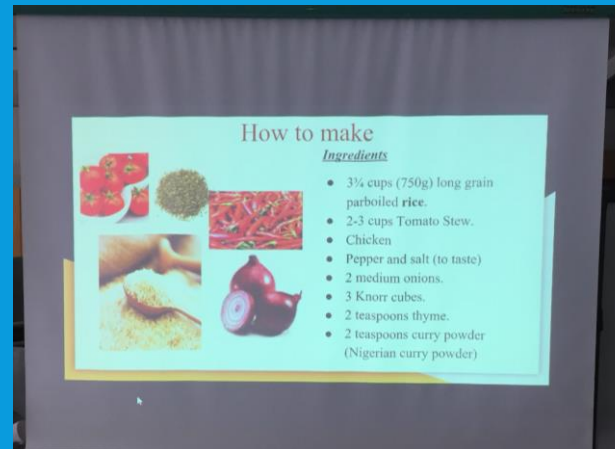 How to make
Ingredients
● 3¾ cups (750g) long grain
parboiled rice.
● 2-3 cups Tomato Stew.
● Chicken
● Pepper and salt (to taste)
● 2 medium onions.
● 3 Knorr cubes.
● 2 teaspoons thyme.
● 2 teaspoons curry powder
(Nigerian curry powder)